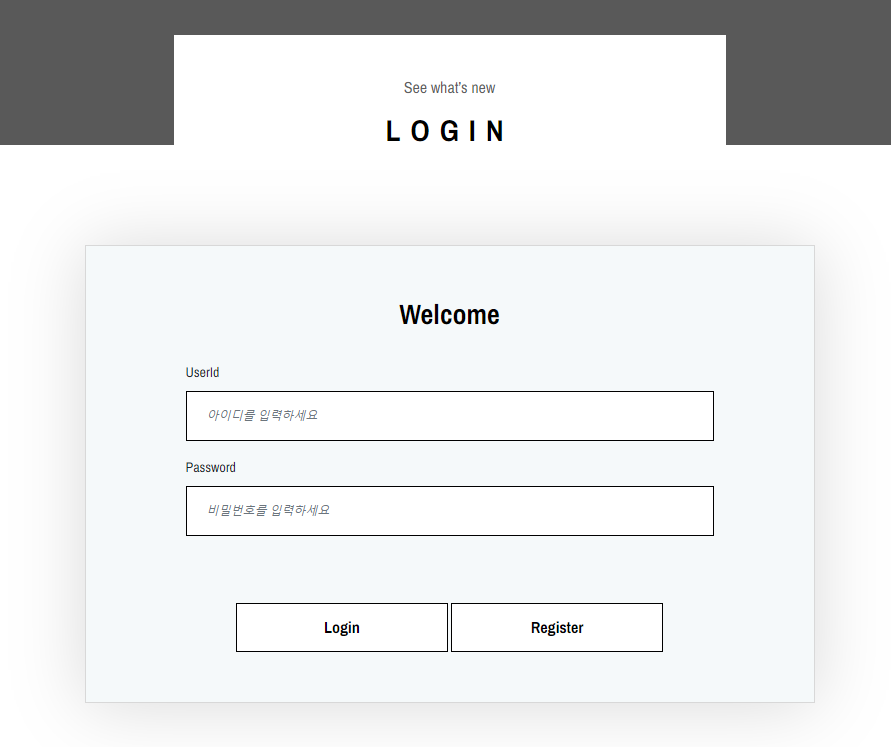 See what's new
LOGIN
Welcome
UserId
아이디를 입력하세요
Password
비밀번호를 입력하세요
Login
Register